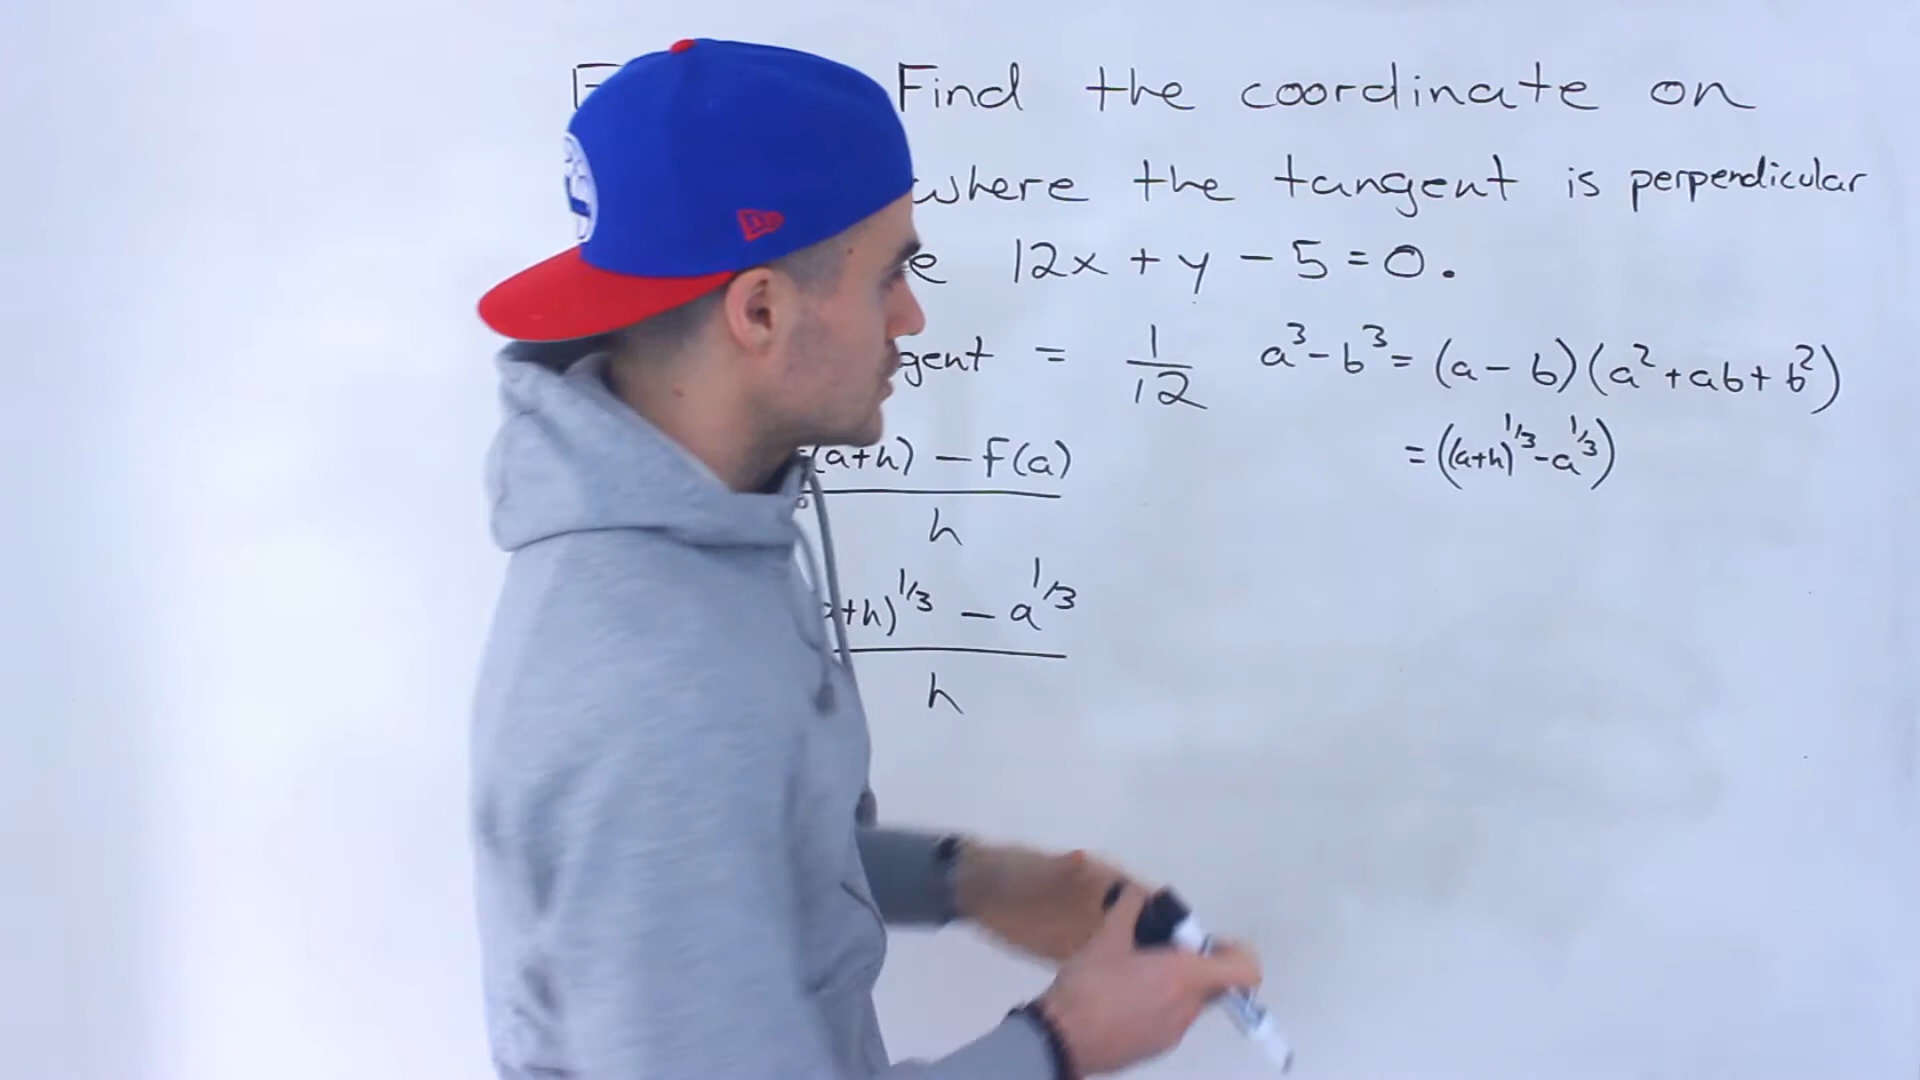 Find the coordinate on
where the tangent is perpendicular
12x + y - 5 = 0.
= 1/12
a³ - b³ = (a - b)(a² + ab + b²)
= ((a+h)^1/3 - a^1/3)
(a+h) - f(a)
h
+h)^1/3 - a^1/3
h